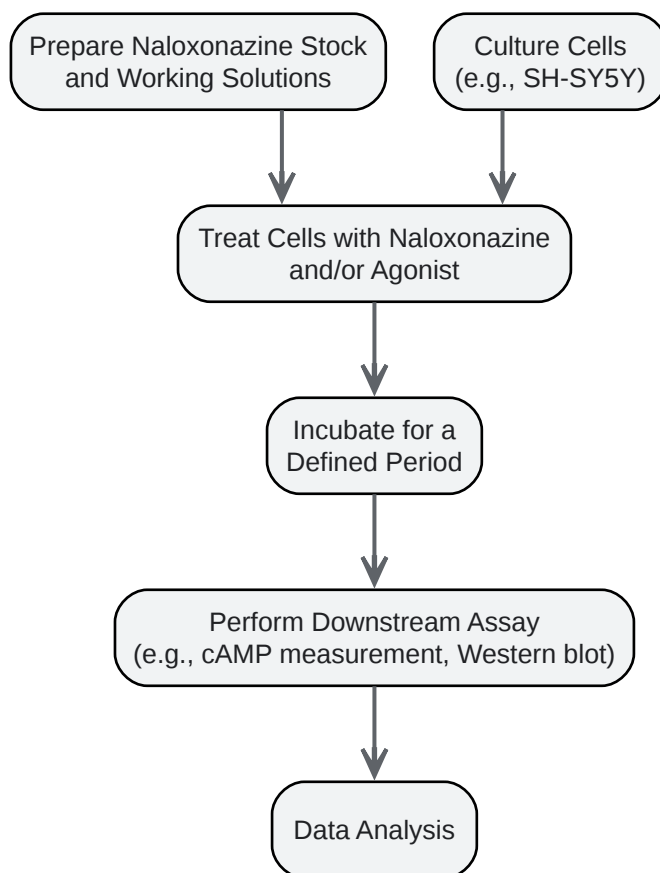 Prepare Naloxonazine Stock
and Working Solutions
Culture Cells
(e.g., SH-SY5Y)
Treat Cells with Naloxonazine
and/or Agonist
Incubate for a
Defined Period
Perform Downstream Assay
(e.g., cAMP measurement, Western blot)
Data Analysis